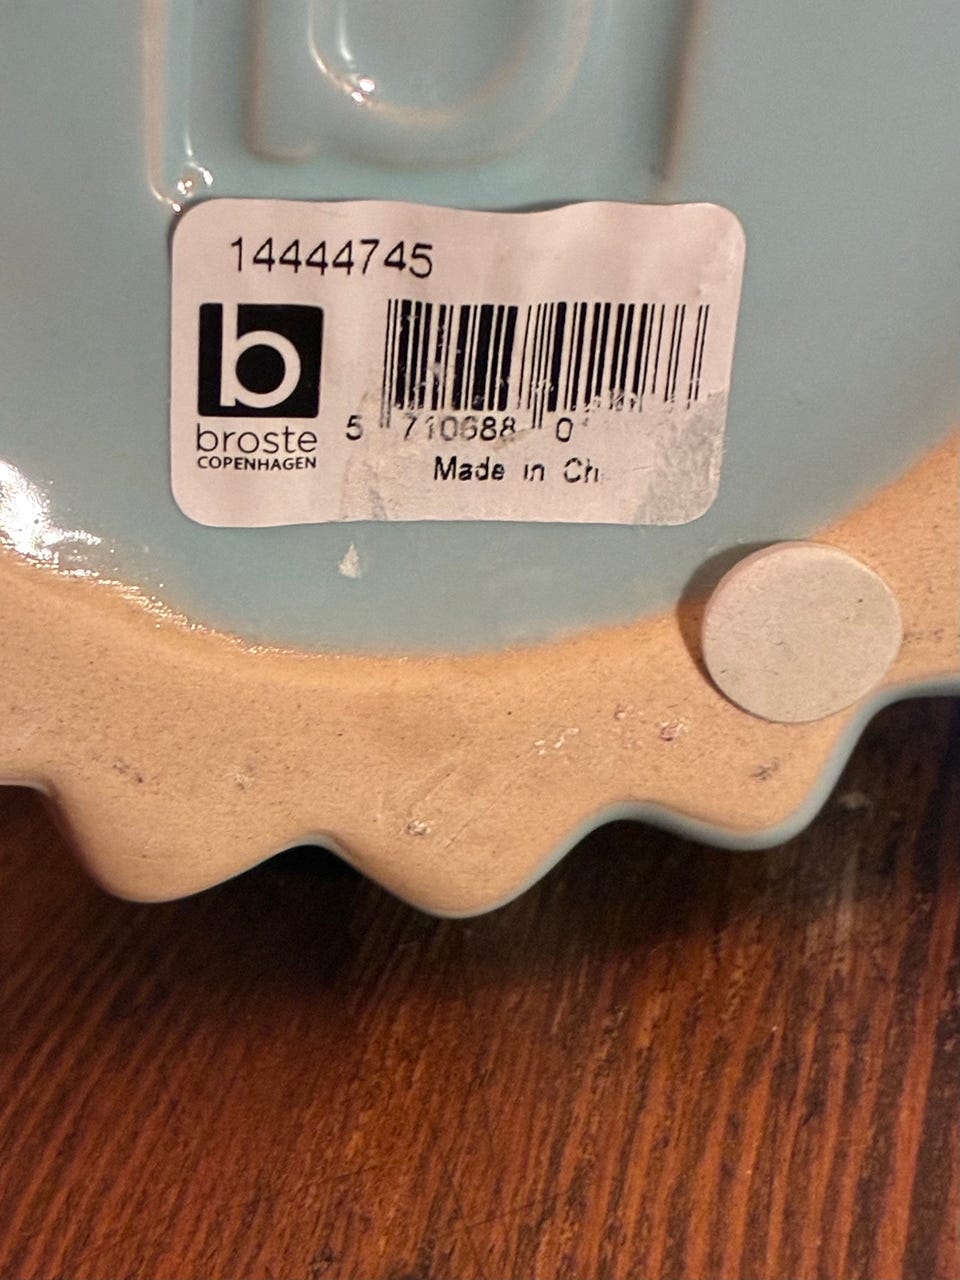 14444745
b
broste
COPENHAGEN
5 710688 0
Made in Ch